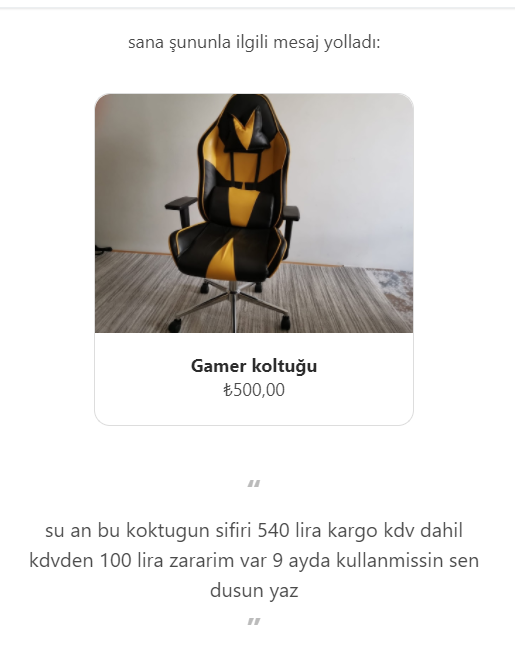 sana şununla ilgili mesaj yolladı:
Gamer koltuğu
₺500,00
“
su an bu koktugun sifiri 540 lira kargo kdv dahil
kdvden 100 lira zararim var 9 ayda kullanmissin sen
dusun yaz
”